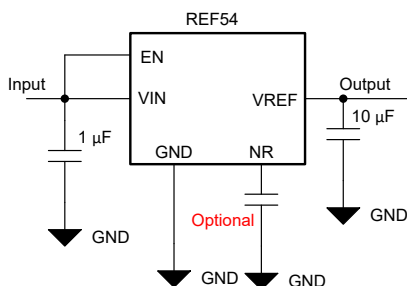 REF54
EN
Input
Output
VIN
VREF
1 µF
10 µF
GND
NR
Optional
GND
GND
GND
GND